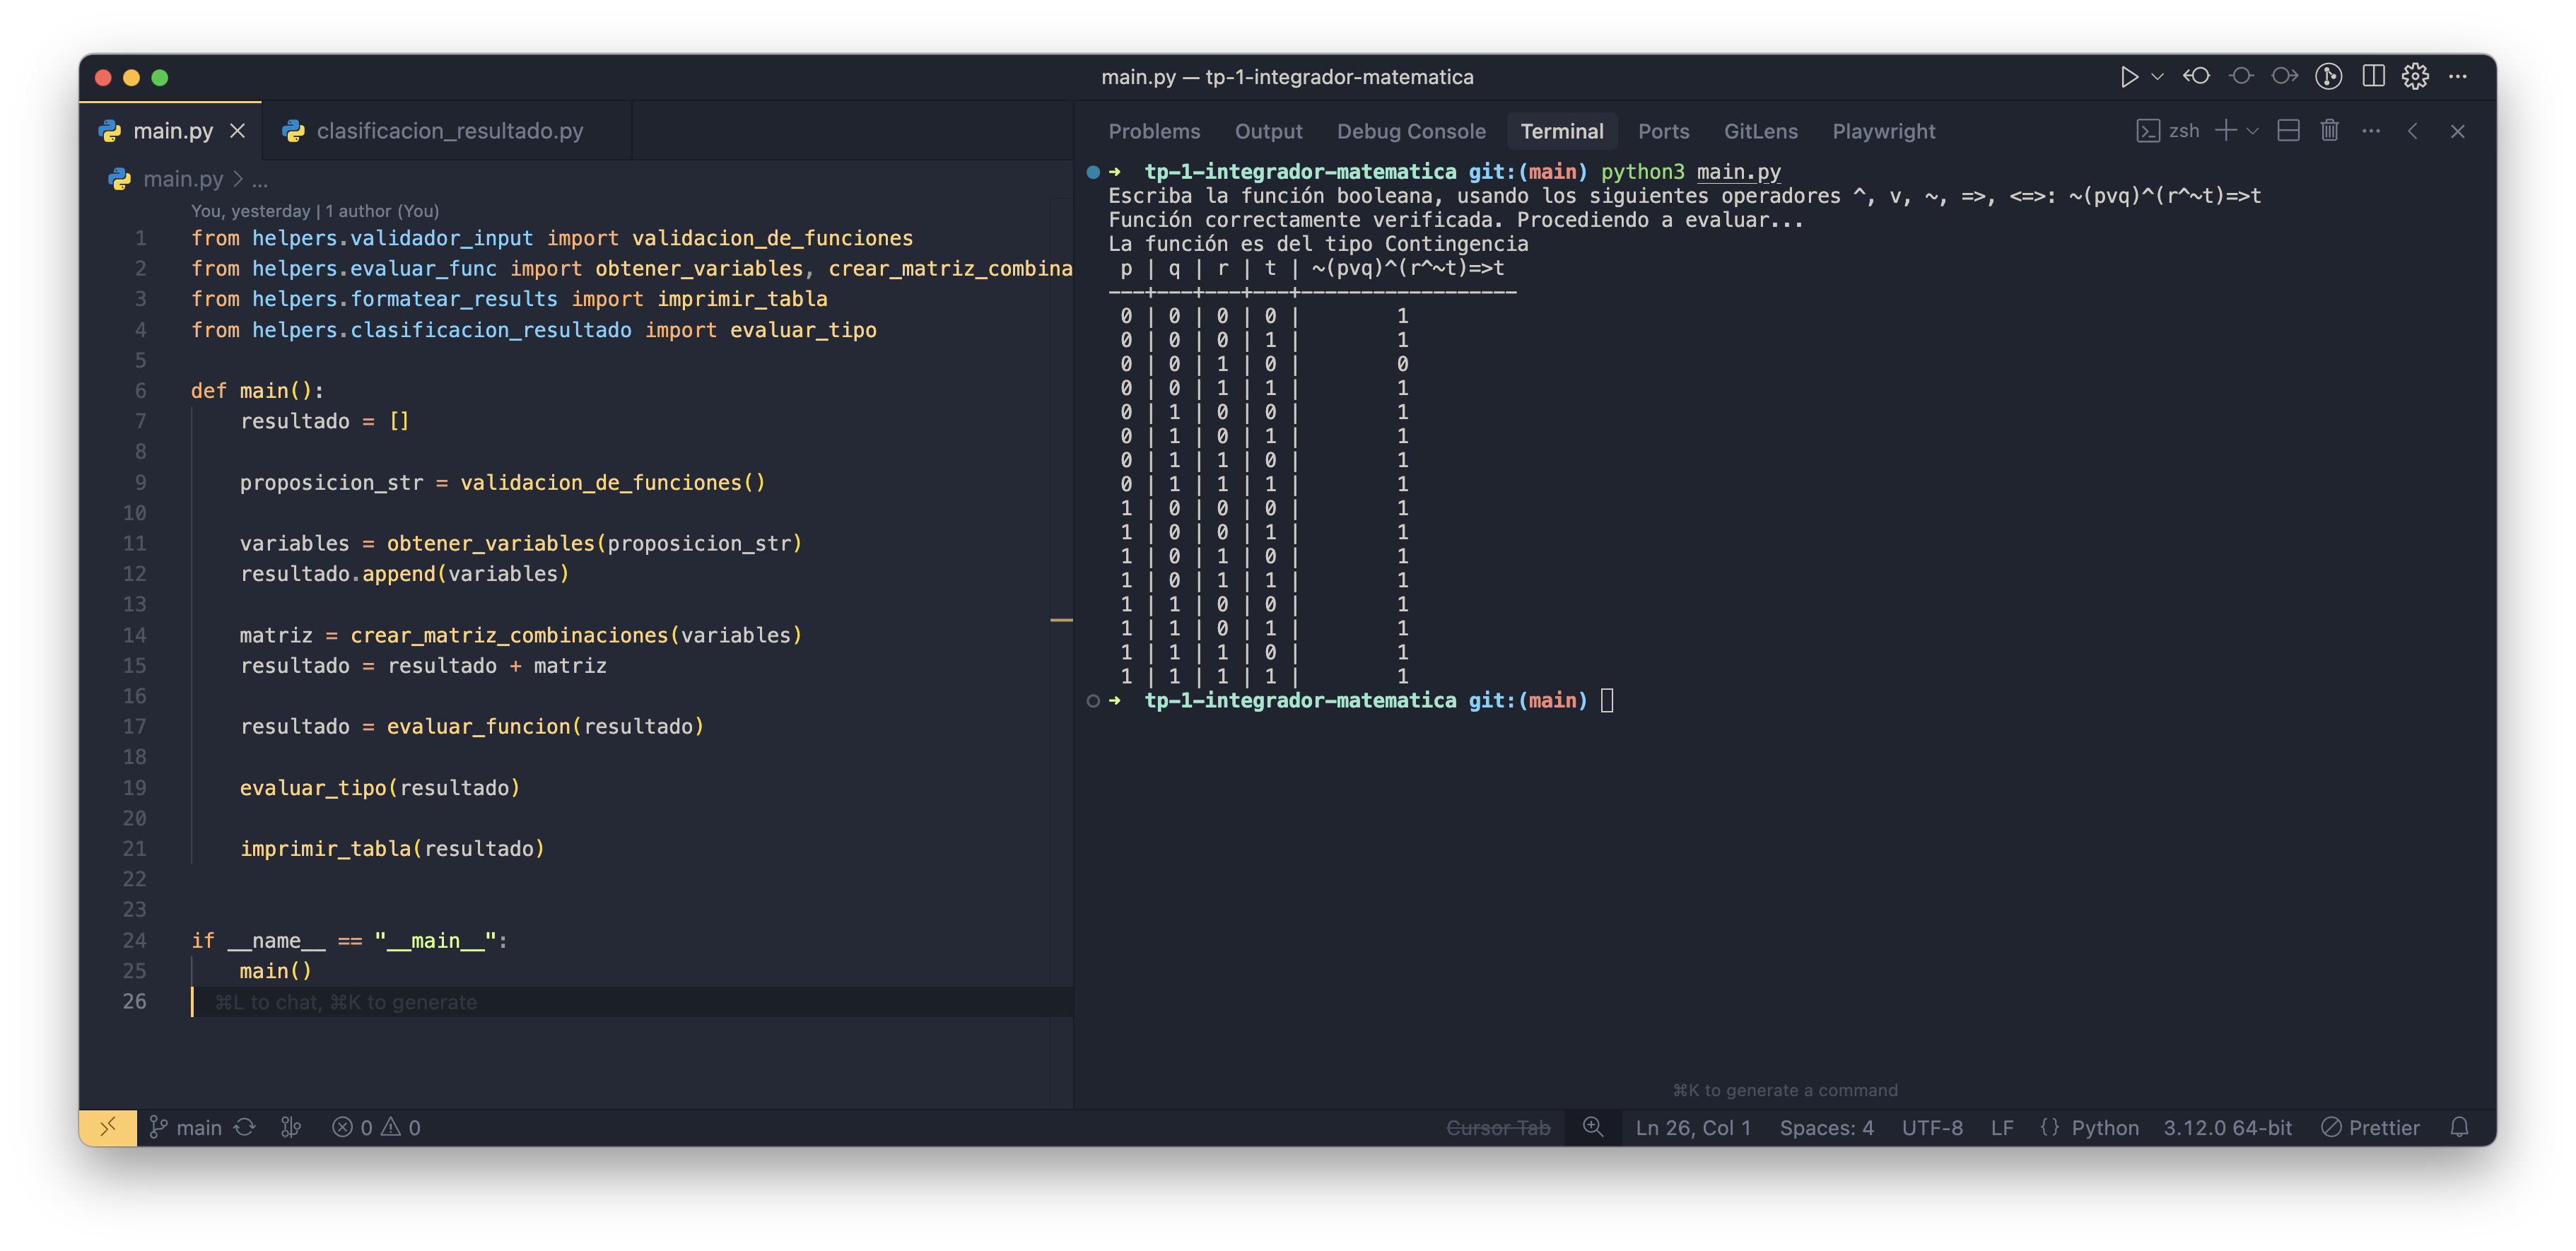 main.py — tp-1-integrador-matematica
main.py
clasificacion_resultado.py
main.py > ...
You, yesterday | 1 author (You)
1 from helpers.validador_input import validacion_de_funciones
2 from helpers.evaluar_func import obtener_variables, crear_matriz_combina
3 from helpers.formatear_results import imprimir_tabla
4 from helpers.clasificacion_resultado import evaluar_tipo
5
6 def main():
7     resultado = []
8
9     proposicion_str = validacion_de_funciones()
10
11     variables = obtener_variables(proposicion_str)
12     resultado.append(variables)
13
14     matriz = crear_matriz_combinaciones(variables)
15     resultado = resultado + matriz
16
17     resultado = evaluar_funcion(resultado)
18
19     evaluar_tipo(resultado)
20
21     imprimir_tabla(resultado)
22
23
24 if __name__ == "__main__":
25     main()
26 ⌘L to chat, ⌘K to generate
Problems Output Debug Console Terminal Ports GitLens Playwright zsh
➜ tp-1-integrador-matematica git:(main) python3 main.py
Escriba la función booleana, usando los siguientes operadores ^, v, ~, =>, <=>: ~(pvq)^(r^~t)=>t
Función correctamente verificada. Procediendo a evaluar...
La función es del tipo Contingencia
p | q | r | t | ~(pvq)^(r^~t)=>t
---+---+---+---+------------------
0 | 0 | 0 | 0 | 1
0 | 0 | 0 | 1 | 1
0 | 0 | 1 | 0 | 0
0 | 0 | 1 | 1 | 1
0 | 1 | 0 | 0 | 1
0 | 1 | 0 | 1 | 1
0 | 1 | 1 | 0 | 1
0 | 1 | 1 | 1 | 1
1 | 0 | 0 | 0 | 1
1 | 0 | 0 | 1 | 1
1 | 0 | 1 | 0 | 1
1 | 0 | 1 | 1 | 1
1 | 1 | 0 | 0 | 1
1 | 1 | 0 | 1 | 1
1 | 1 | 1 | 0 | 1
1 | 1 | 1 | 1 | 1
➜ tp-1-integrador-matematica git:(main)
⌘K to generate a command
main 0 0 Cursor Tab Ln 26, Col 1 Spaces: 4 UTF-8 LF {} Python 3.12.0 64-bit Prettier